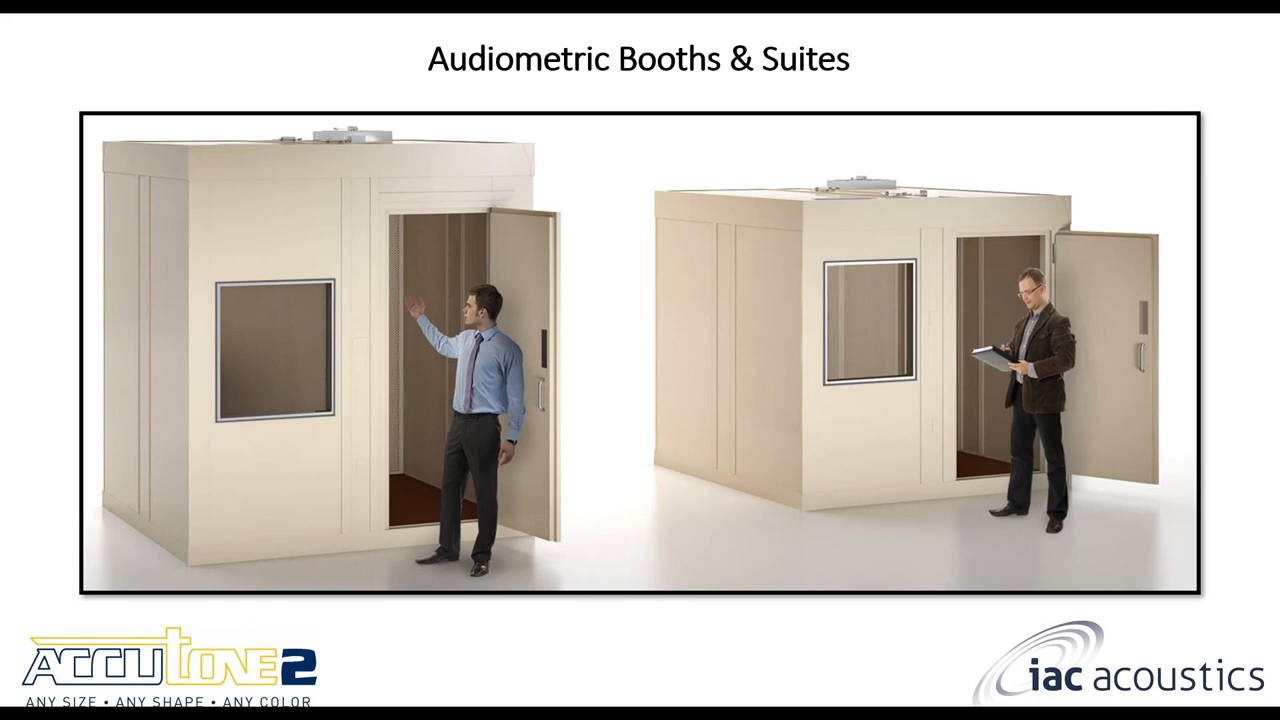 Audiometric Booths & Suites
ACCUTONE2
ANY SIZE • ANY SHAPE • ANY COLOR
iac acoustics